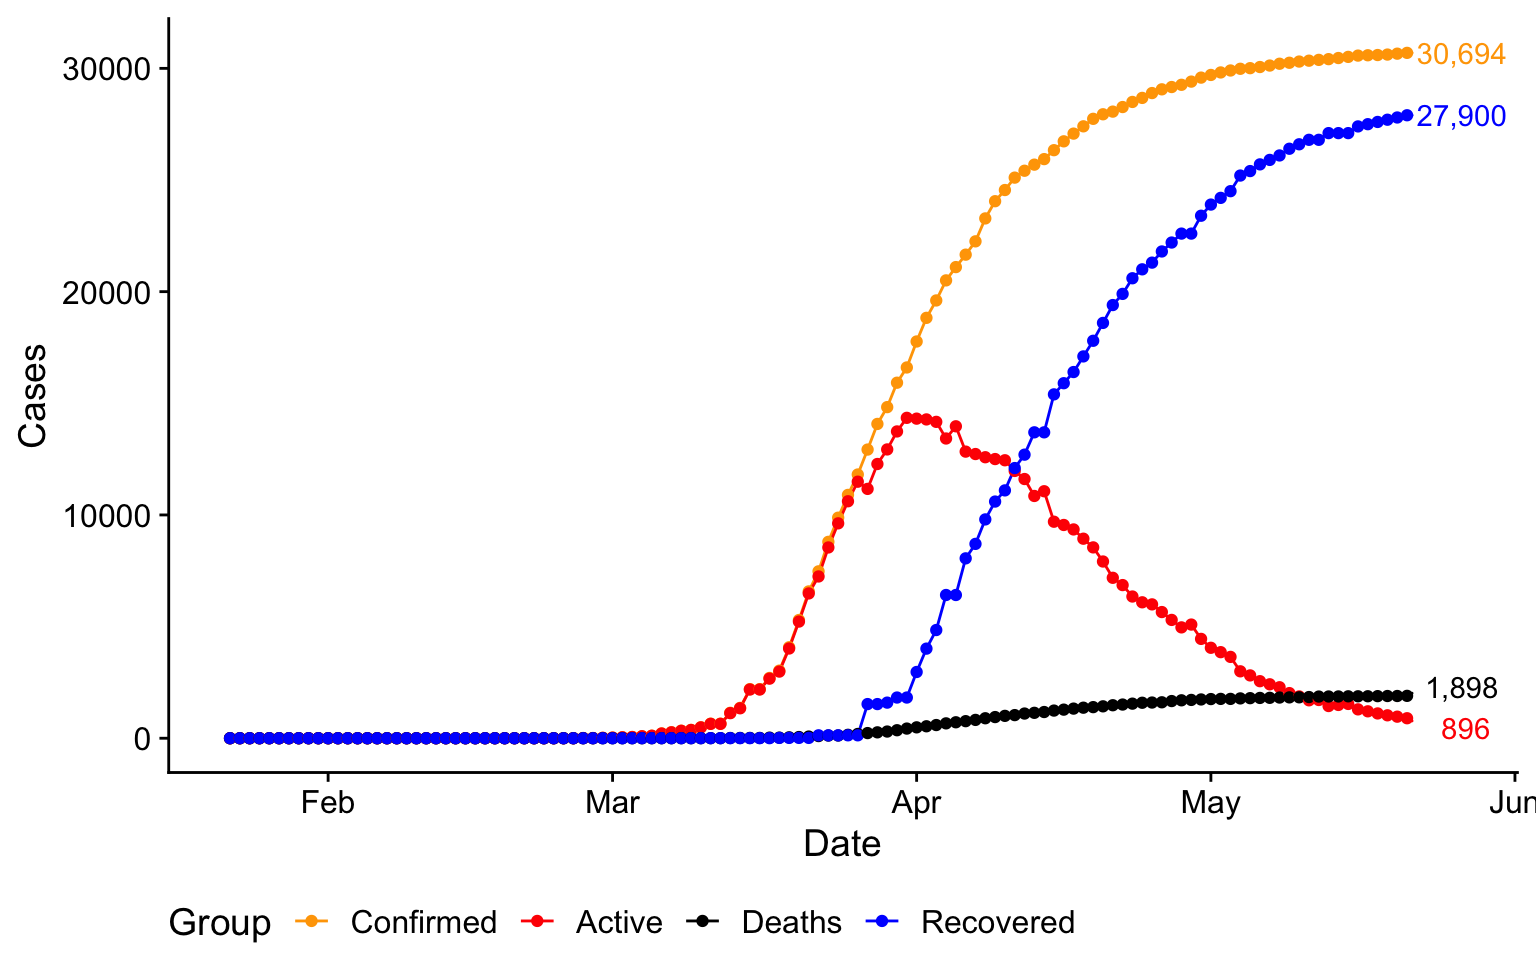 30000
20000
10000
0
Cases
30,694
27,900
1,898
896
Feb Mar Apr May Jun
Date
Group Confirmed Active Deaths Recovered